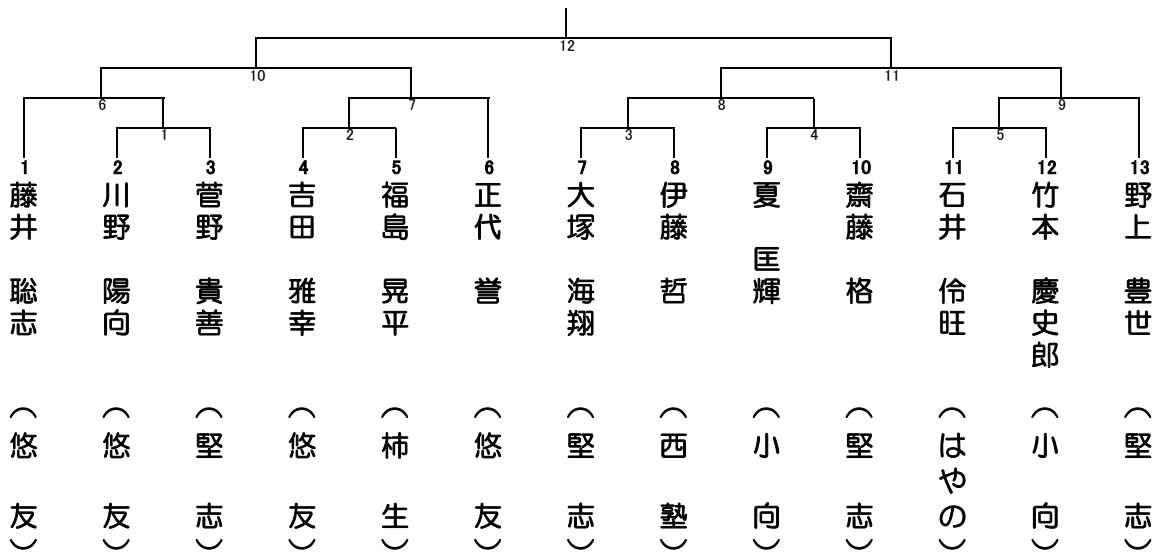 12
10
11
6
7
8
9
1
2
3
4
5
1
藤井 聡志
（悠友）
2
川野 陽向
（悠友）
3
菅野 貴善
（堅志）
4
吉田 雅幸
（悠友）
5
福島 晃平
（柿生）
6
正代 誉
（悠友）
7
大塚 海翔
（堅志）
8
伊藤 哲
（西塾）
9
夏 匡輝
（小向）
10
齋藤 格
（堅志）
11
石井 伶旺
（はやの）
12
竹本 慶史郎
（小向）
13
野上 豊世
（堅志）